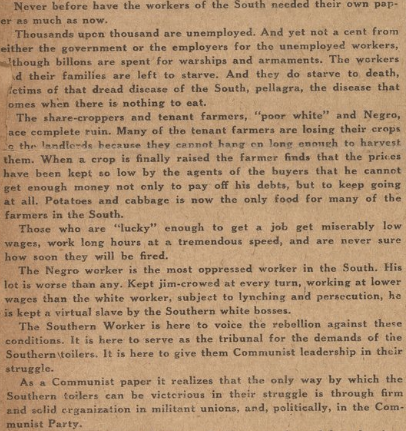 Never before have the workers of the South needed their own pap-
er as much as now.
Thousands upon thousand are unemployed. And yet not a cent from
either the government or the employers for the unemployed workers,
lthough billons are spent for warships and armaments. The workers
d their families are left to starve. And they do starve to death,
ictims of that dread disease of the South, pellagra, the disease that
omes when there is nothing to eat.
The share-croppers and tenant farmers, "poor white" and Negro,
ace complete ruin. Many of the tenant farmers are losing their crops
the landlords because they cannot hang on long enough to harvest
them. When a crop is finally raised the farmer finds that the prices
have been kept so low by the agents of the buyers that he cannot
get enough money not only to pay off his debts, but to keep going
at all. Potatoes and cabbage is now the only food for many of the
farmers in the South.
Those who are "lucky" enough to get a job get miserably low
wages, work long hours at a tremendous speed, and are never sure
how soon they will be fired.
The Negro worker is the most oppressed worker in the South. His
lot is worse than any. Kept jim-crowed at every turn, working at lower
wages than the white worker, subject to lynching and persecution, he
is kept a virtual slave by the Southern white bosses.
The Southern Worker is here to voice the rebellion against these
conditions. It is here to serve as the tribunal for the demands of the
Southern toilers. It is here to give them Communist leadership in their
struggle.
As a Communist paper it realizes that the only way by which the
Southern toilers can be victorious in their struggle is through firm
and solid organization in militant unions, and, politically, in the Com-
munist Party.